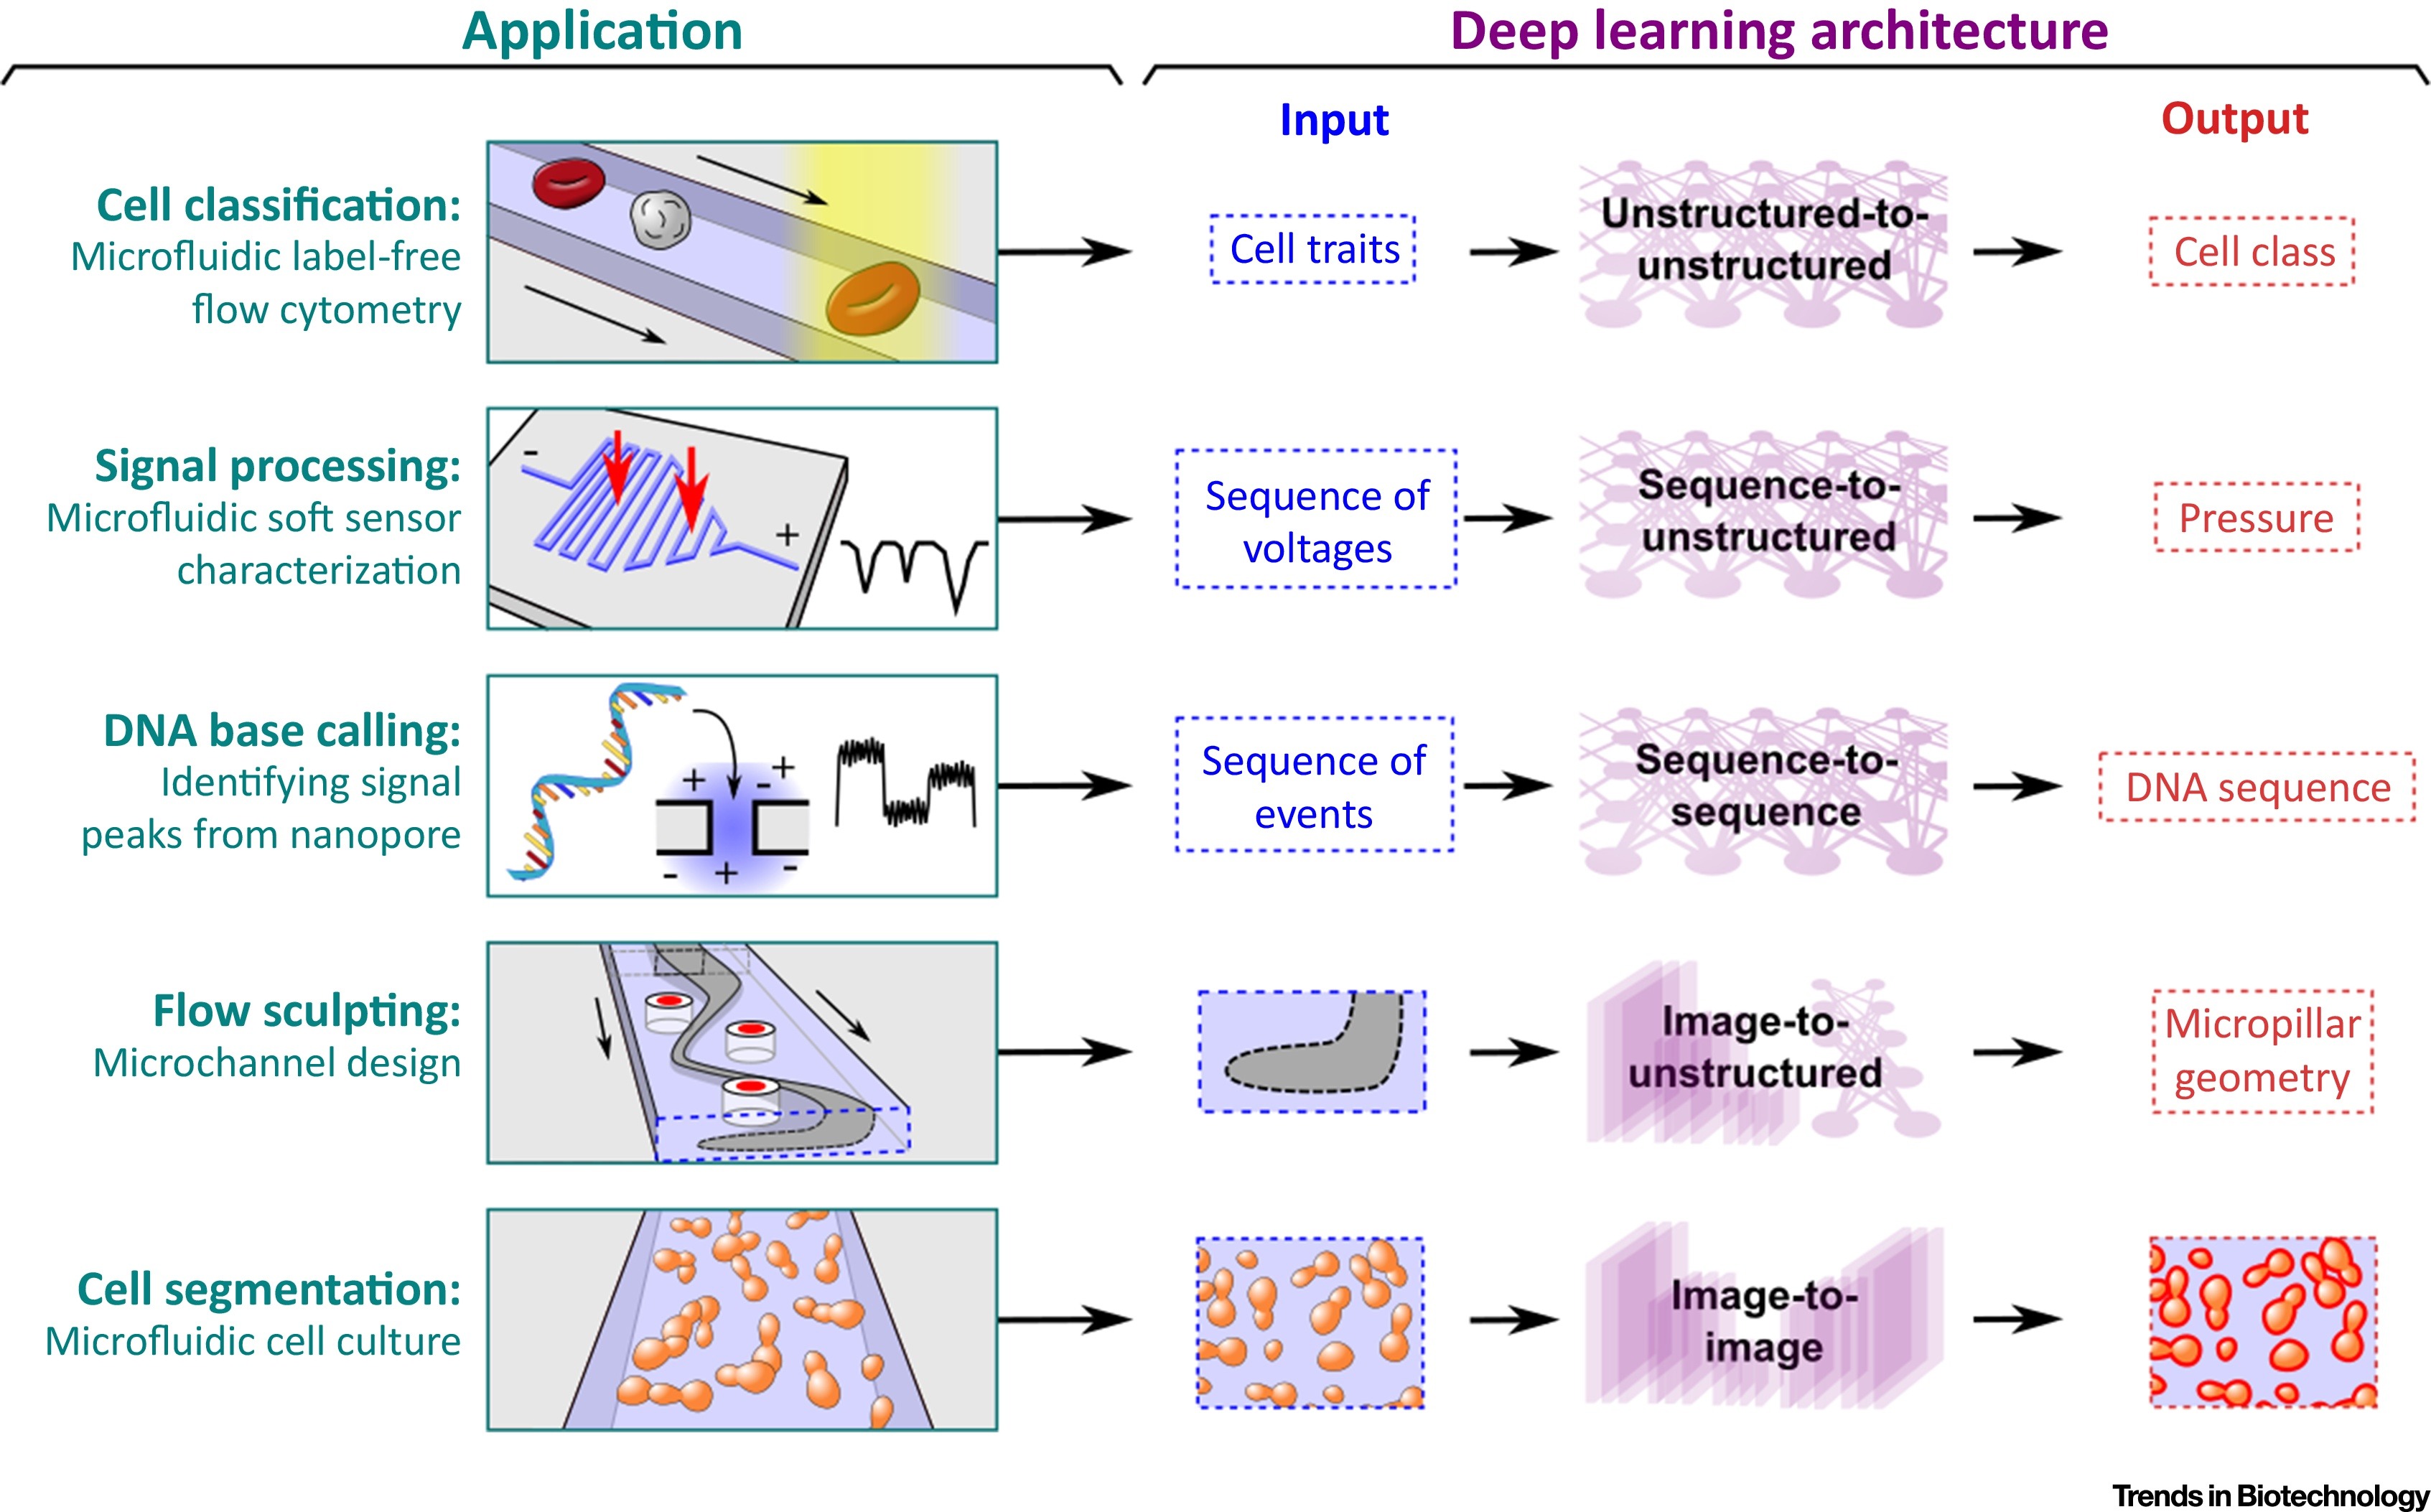 Application
Deep learning architecture
Input
Output
Cell classification:
Microfluidic label-free
flow cytometry
Cell traits
Unstructured-to-
unstructured
Cell class
Signal processing:
Microfluidic soft sensor
characterization
-
+
Sequence of
voltages
Sequence-to-
unstructured
Pressure
DNA base calling:
Identifying signal
peaks from nanopore
+ +
-
- + -
Sequence of
events
Sequence-to-
sequence
DNA sequence
Flow sculpting:
Microchannel design
Image-to-
unstructured
Micropillar
geometry
Cell segmentation:
Microfluidic cell culture
Image-to-
image
Trends in Biotechnology